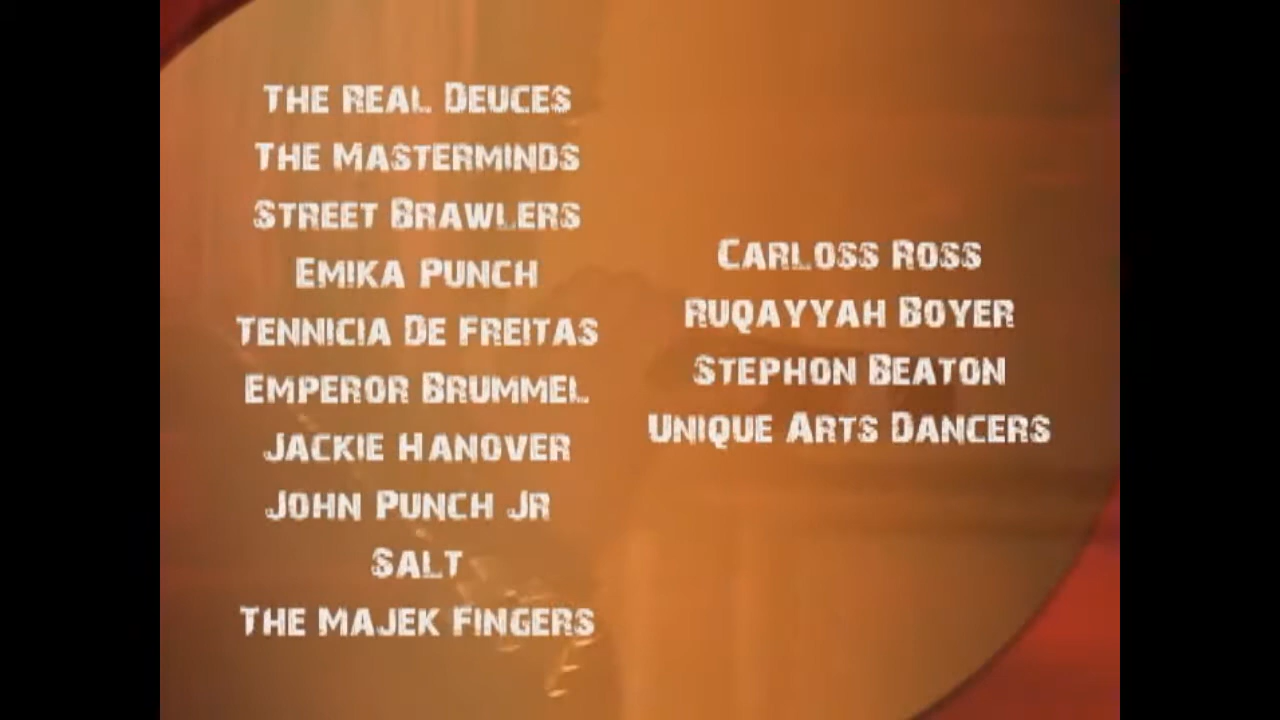 The Real Deuces
The Masterminds
Street Brawlers
Emika Punch
Tennicia De Freitas
Emperor Brummel
Jackie Hanover
John Punch Jr
Salt
The Majek Fingers
Carloss Ross
Ruqayyah Boyer
Stephon Beaton
Unique Arts Dancers